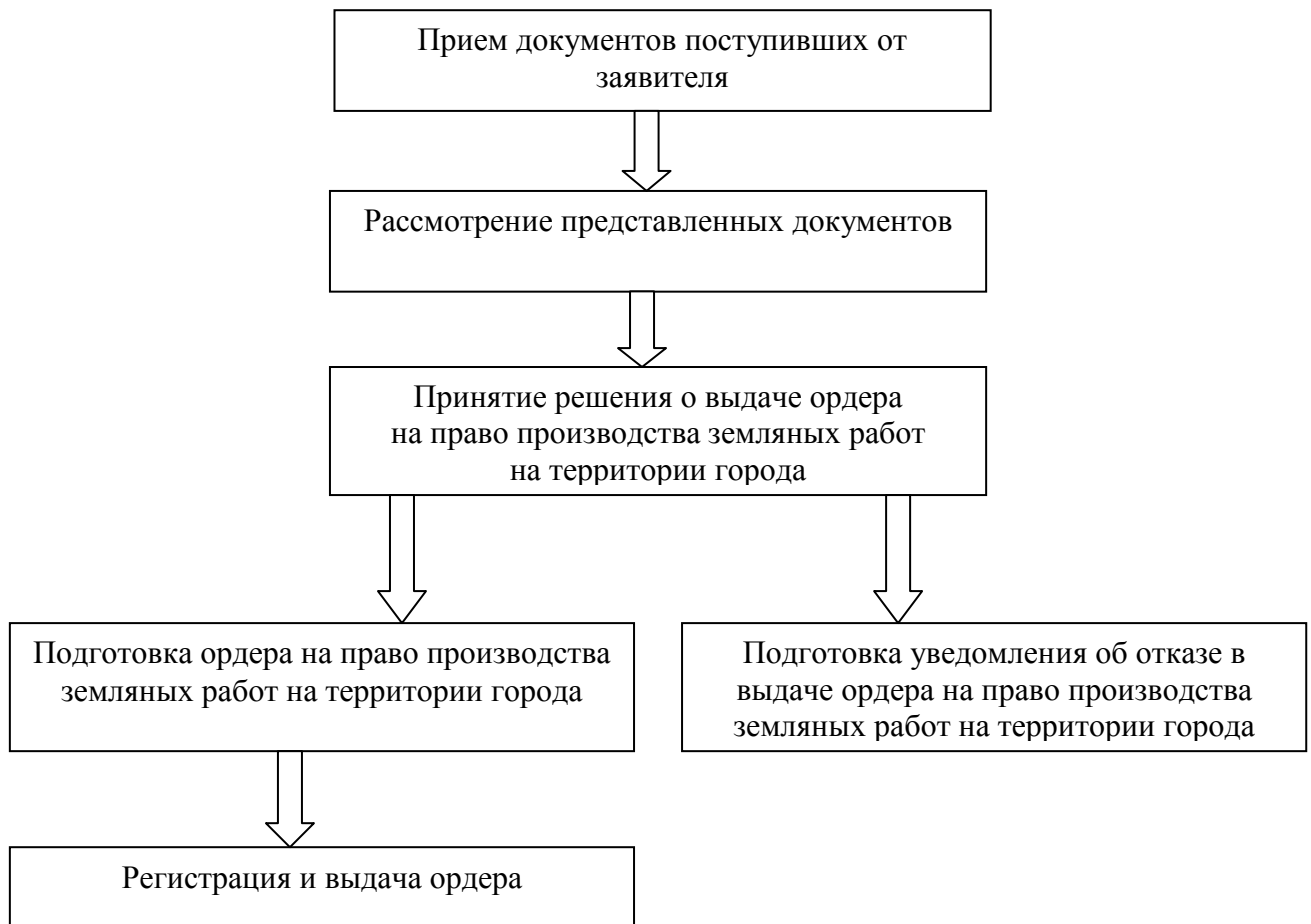 Прием документов поступивших от
заявителя
Рассмотрение представленных документов
Принятие решения о выдаче ордера
на право производства земляных работ
на территории города
Подготовка ордера на право производства
земляных работ на территории города
Подготовка уведомления об отказе в
выдаче ордера на право производства
земляных работ на территории города
Регистрация и выдача ордера